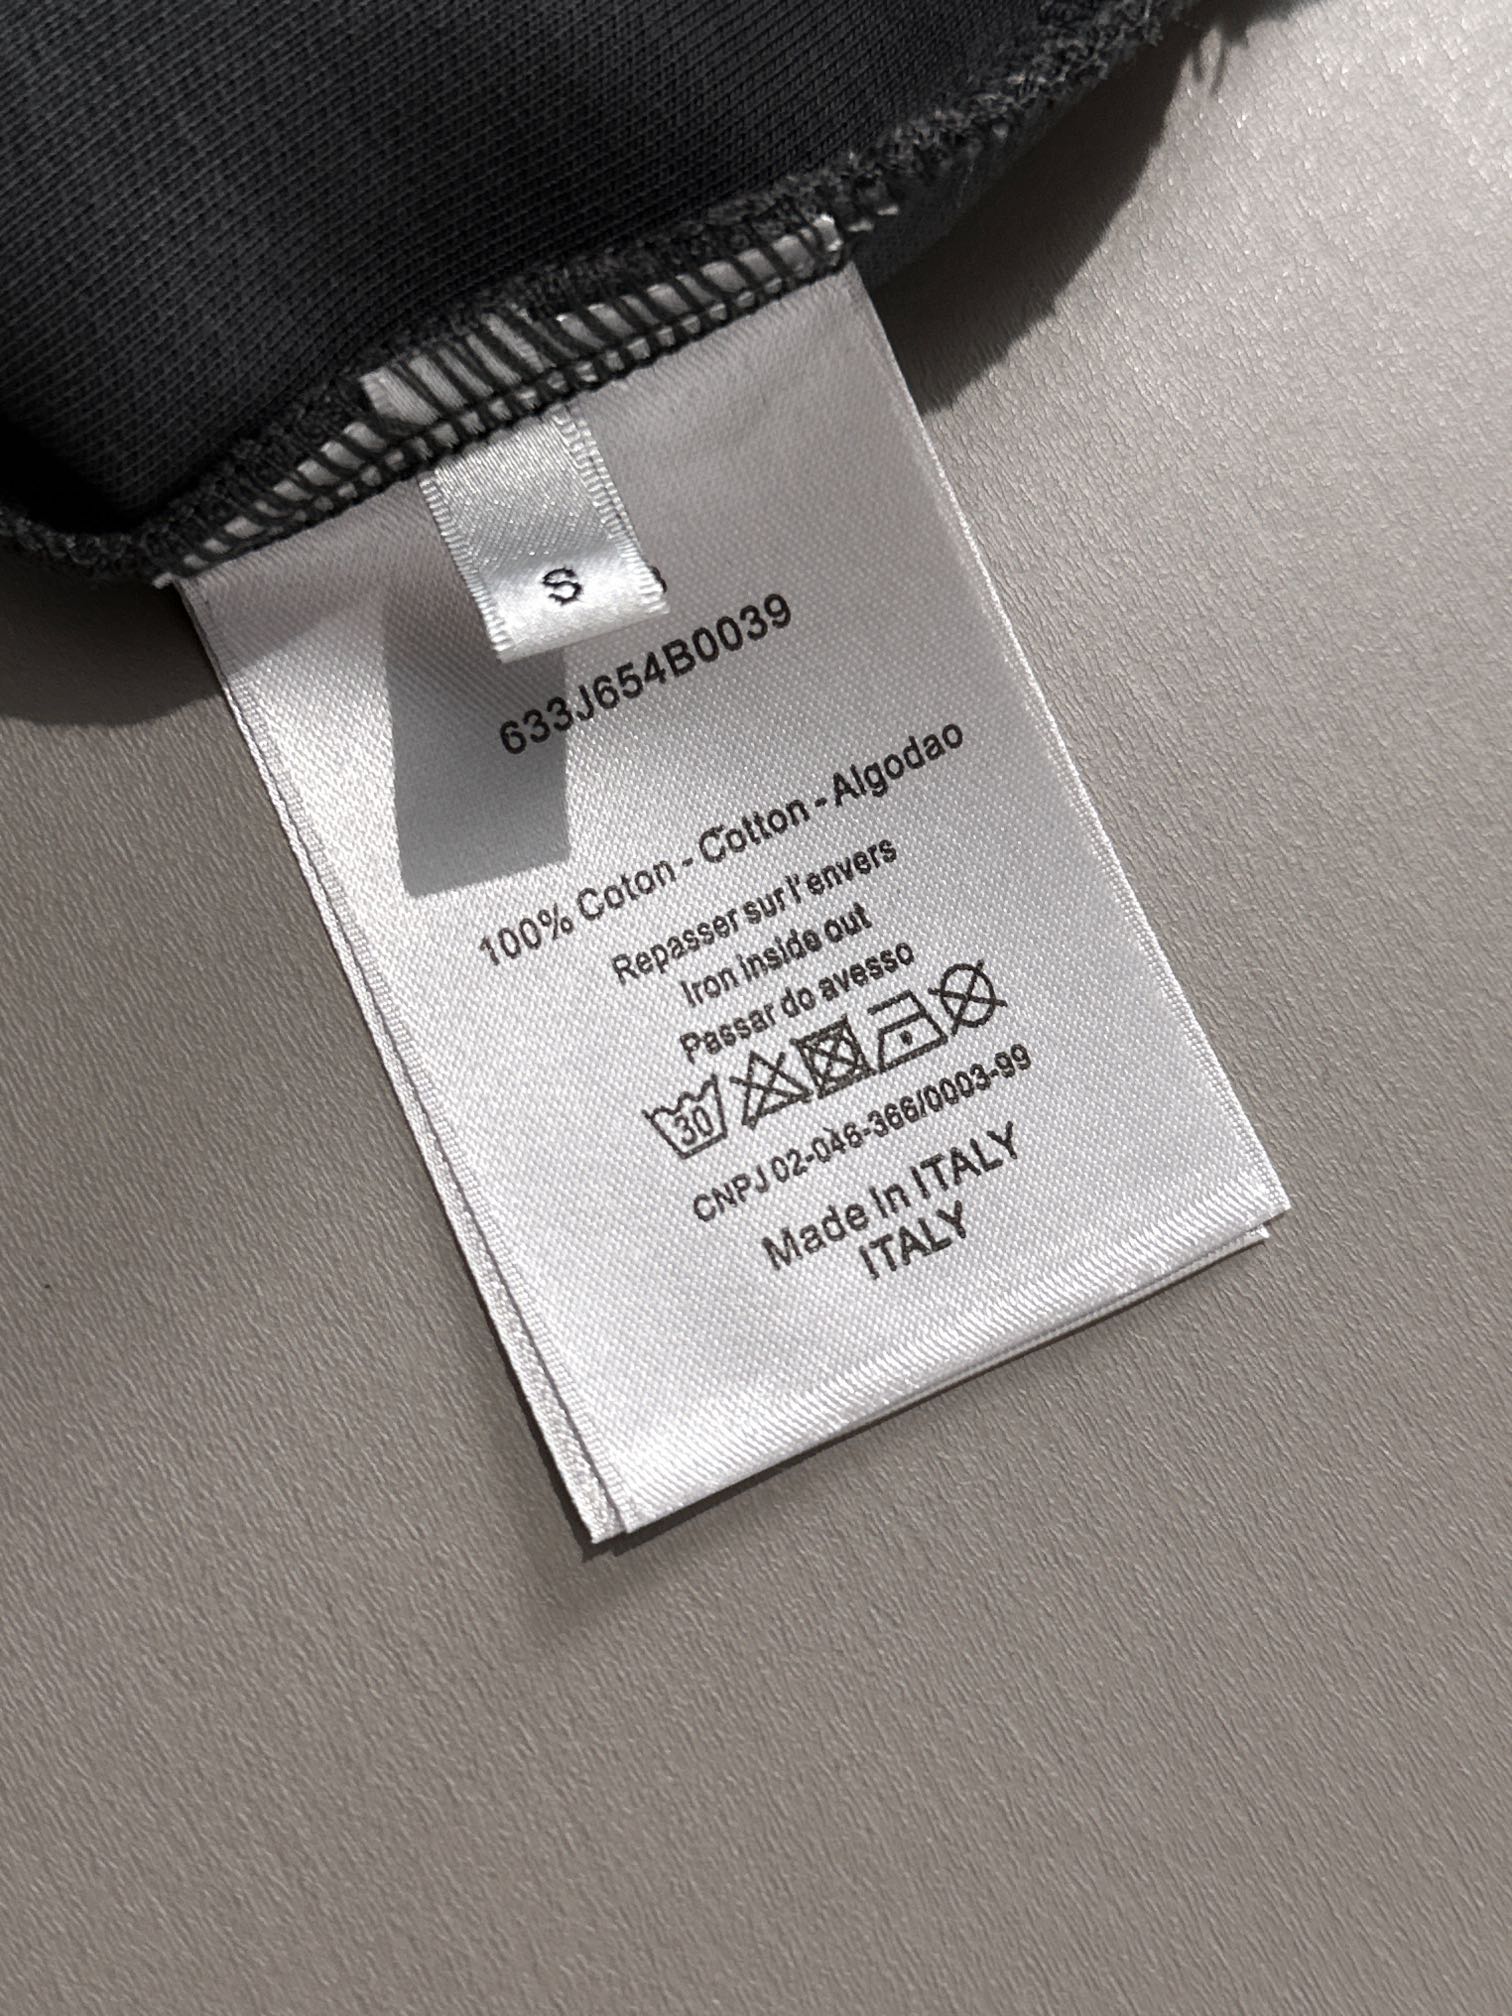 S
633J654B0039
100% Coton - Cotton - Algodao
Repasser sur l'envers
Iron inside out
Passar do avesso
30
CNPJ 02-046-366/0003-99
Made In ITALY
ITALY